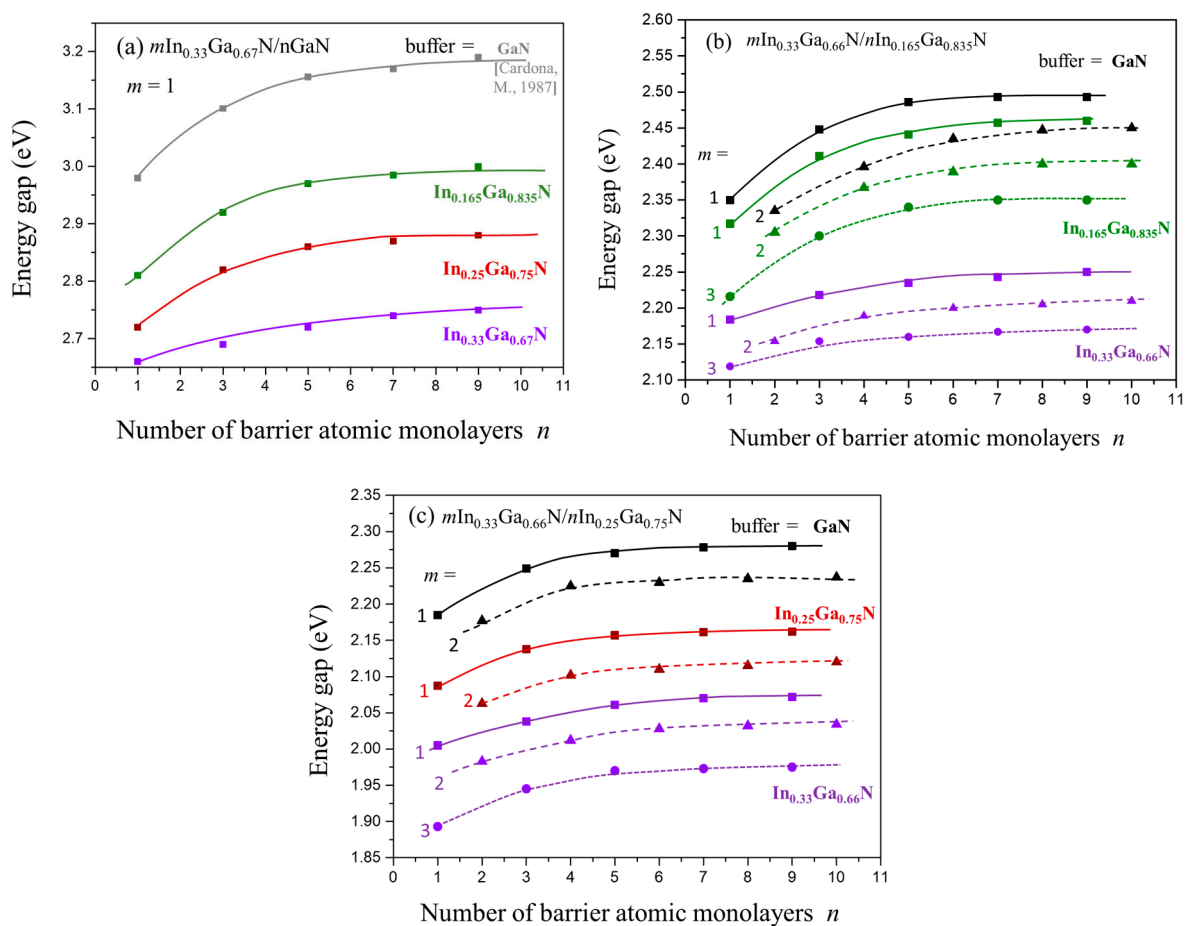 (a) mIn0.33Ga0.67N/nGaN
buffer = GaN
[Cardona,
M., 1987]
m = 1
3.2
3.1
3.0
2.9
2.8
2.7
Energy gap (eV)
In0.165Ga0.835N
In0.25Ga0.75N
In0.33Ga0.67N
0 1 2 3 4 5 6 7 8 9 10 11
Number of barrier atomic monolayers n
(b) mIn0.33Ga0.66N/nIn0.165Ga0.835N
buffer = GaN
2.50
2.45
2.40
2.35
2.30
2.25
2.20
2.15
2.10
Energy gap (eV)
m =
1
2
1
2
In0.165Ga0.835N
3
1
2
In0.33Ga0.66N
3
0 1 2 3 4 5 6 7 8 9 10 11
Number of barrier atomic monolayers n
(c) mIn0.33Ga0.66N/nIn0.25Ga0.75N
buffer = GaN
2.35
2.30
2.25
2.20
2.15
2.10
2.05
2.00
1.95
1.90
1.85
Energy gap (eV)
m =
1
2
In0.25Ga0.75N
1
2
1
2
In0.33Ga0.66N
3
0 1 2 3 4 5 6 7 8 9 10 11
Number of barrier atomic monolayers n